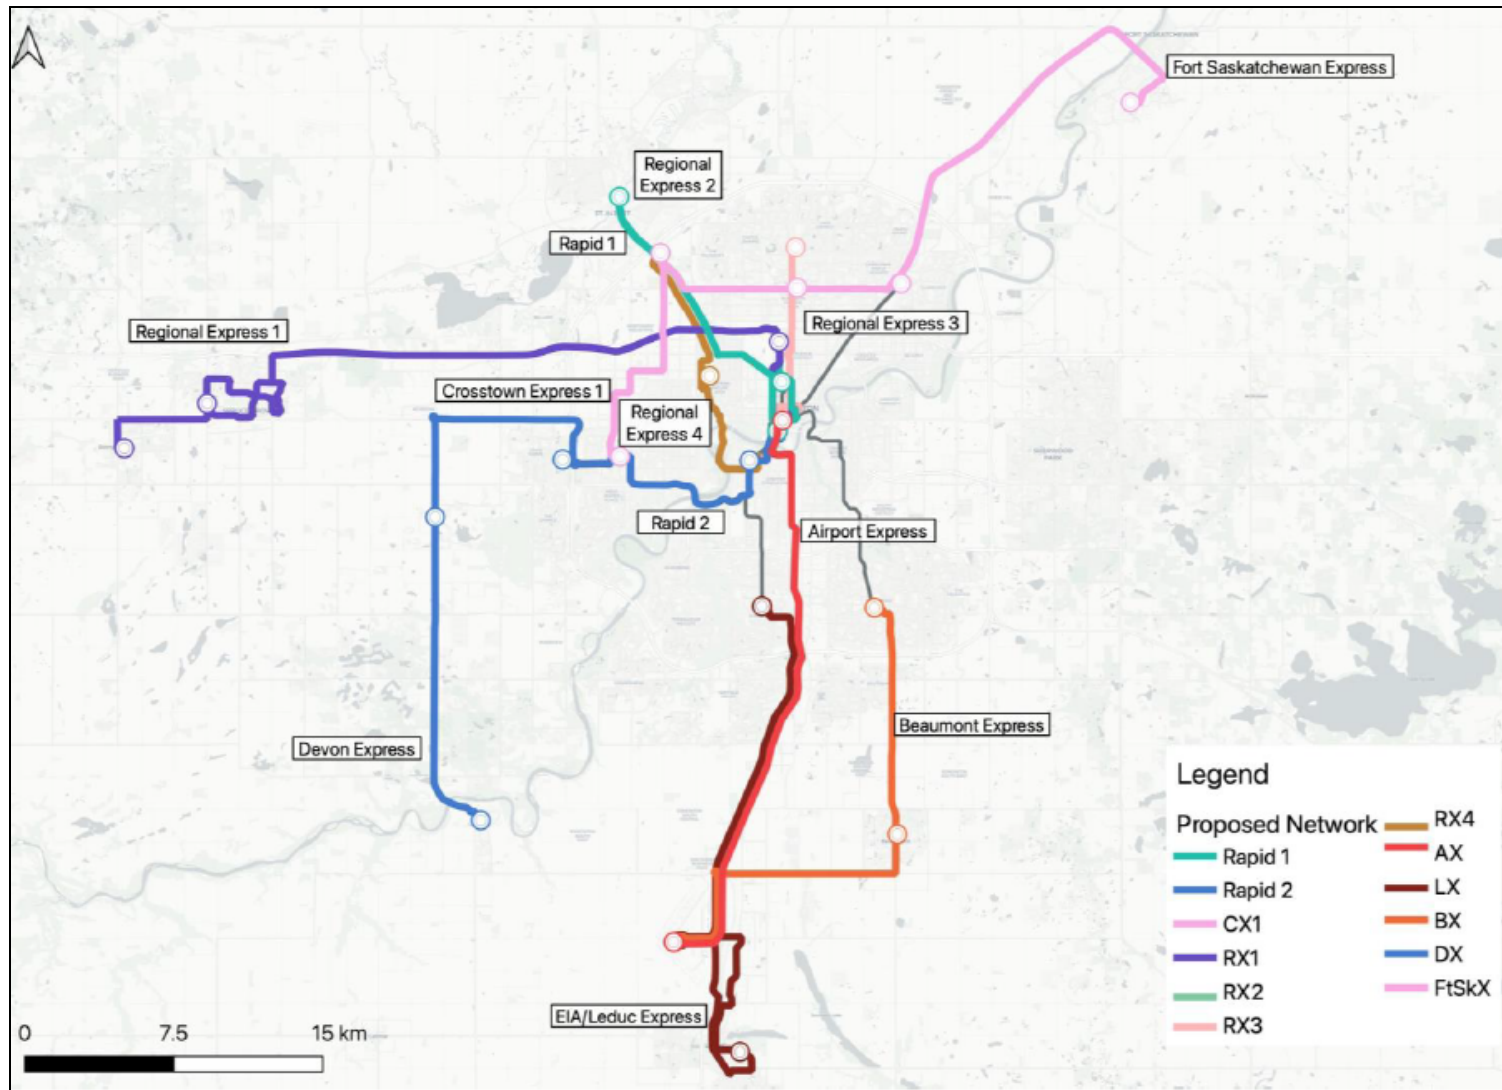 FORT SASKATCHEWAN
Fort Saskatchewan Express
Regional
Express 2
Rapid 1
Regional Express 1
Regional Express 3
Crosstown Express 1
Regional
Express 4
Rapid 2
Airport Express
Beaumont Express
Devon Express
EIA/Leduc Express
0 7.5 15 km
Legend
Proposed Network
Rapid 1
Rapid 2
CX1
RX1
RX2
RX3
RX4
AX
LX
BX
DX
FtSkX